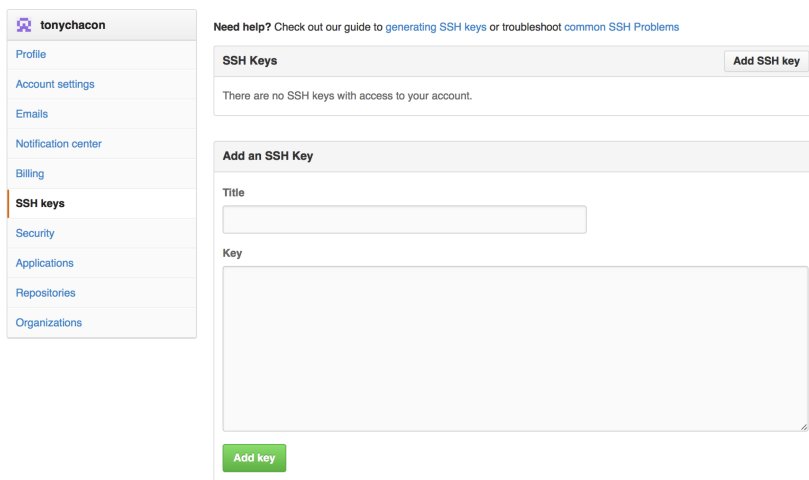 tonychacon
Profile
Account settings
Emails
Notification center
Billing
SSH keys
Security
Applications
Repositories
Organizations
Need help? Check out our guide to generating SSH keys or troubleshoot common SSH Problems
SSH Keys
Add SSH key
There are no SSH keys with access to your account.
Add an SSH Key
Title
Key
Add key